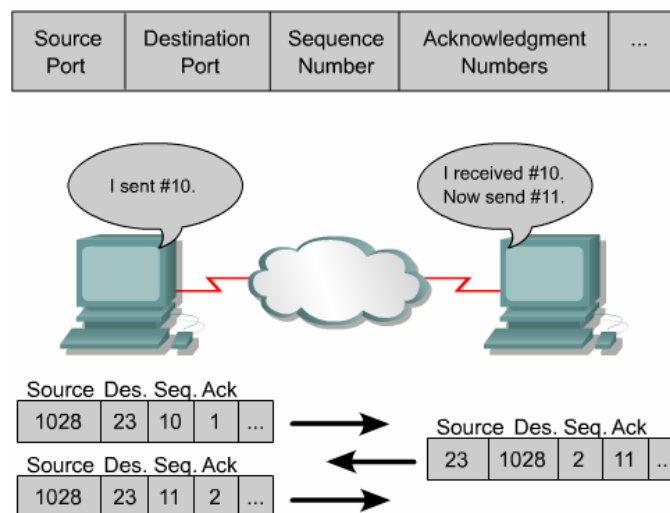 Source Port Destination Port Sequence Number Acknowledgment Numbers ...
I sent #10.
I received #10.
Now send #11.
Source Des. Seq. Ack
1028 23 10 1 ...
Source Des. Seq. Ack
23 1028 2 11 ..
Source Des. Seq. Ack
1028 23 11 2 ...